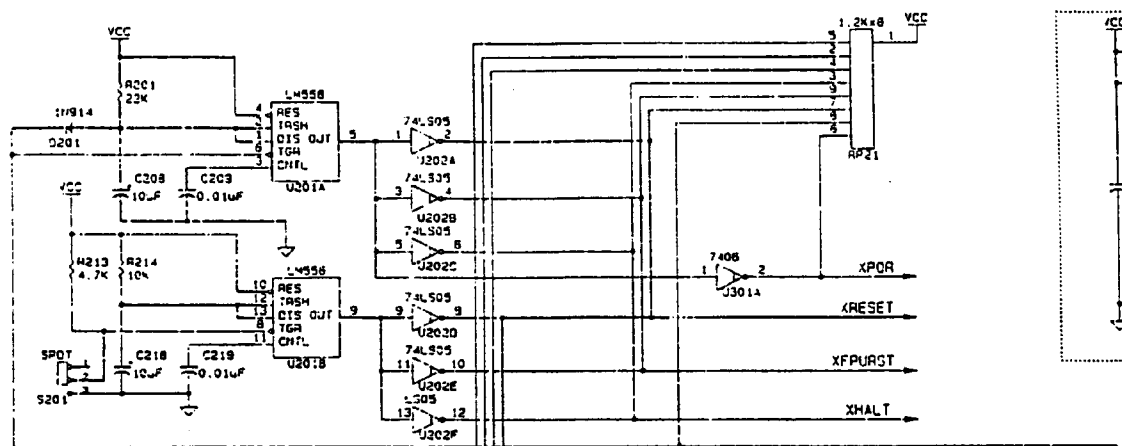 1.2Kx8
VCC
VCC
VCC
5
2
4
3
9
7
8
6
1
RP21
R201
22K
1N914
D201
LM556
4
2
1
6
3
RES
TRSH
DIS OUT
TGR
CNTL
5
U201A
74LS05
1
2
U202A
C208
10uF
C203
0.01uF
VCC
74LS05
3
4
U202B
74LS05
5
6
U202C
R213
4.7K
R214
10K
LM556
10
12
13
8
11
RES
TRSH
DIS OUT
TGR
CNTL
9
U201B
7406
1
2
U301A
XPOR
74LS05
9
8
U202D
XRESET
SPDT
1
2
3
S201
C218
10uF
C219
0.01uF
74LS05
11
10
U202E
XFPURST
LS05
13
12
U202F
XHALT